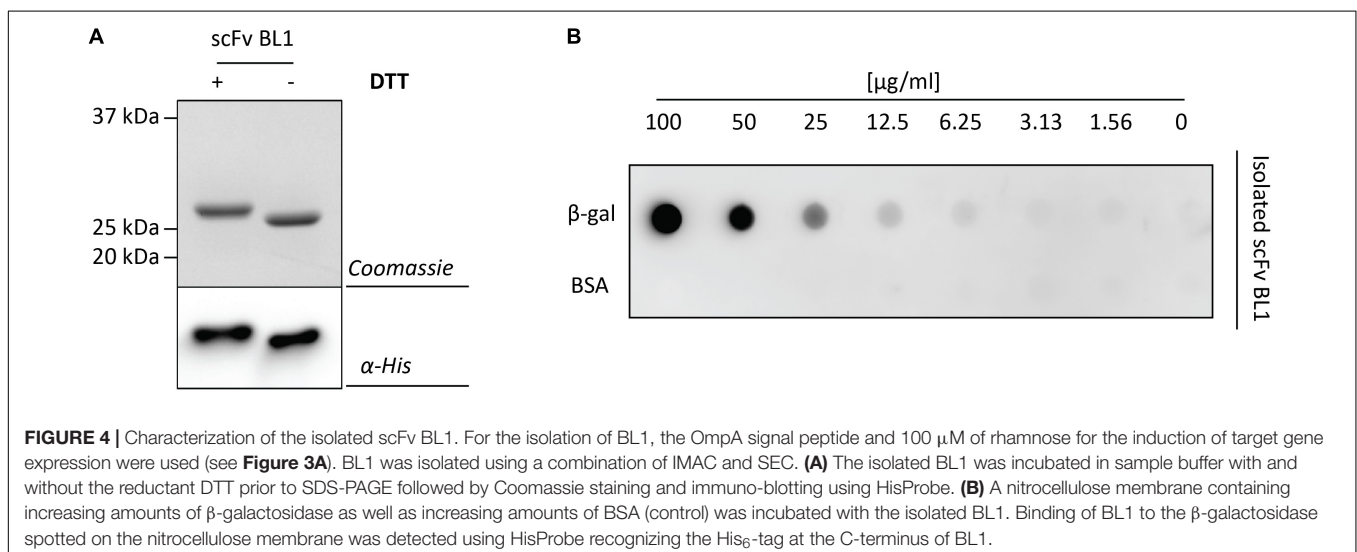 A
scFv BL1
+ - DTT
37 kDa
25 kDa
20 kDa
Coomassie
α-His
B
[µg/ml]
100 50 25 12.5 6.25 3.13 1.56 0
β-gal
BSA
Isolated scFv BL1
FIGURE 4 | Characterization of the isolated scFv BL1. For the isolation of BL1, the OmpA signal peptide and 100 μM of rhamnose for the induction of target gene
expression were used (see Figure 3A). BL1 was isolated using a combination of IMAC and SEC. (A) The isolated BL1 was incubated in sample buffer with and
without the reductant DTT prior to SDS-PAGE followed by Coomassie staining and immuno-blotting using HisProbe. (B) A nitrocellulose membrane containing
increasing amounts of β-galactosidase as well as increasing amounts of BSA (control) was incubated with the isolated BL1. Binding of BL1 to the β-galactosidase
spotted on the nitrocellulose membrane was detected using HisProbe recognizing the His₆-tag at the C-terminus of BL1.